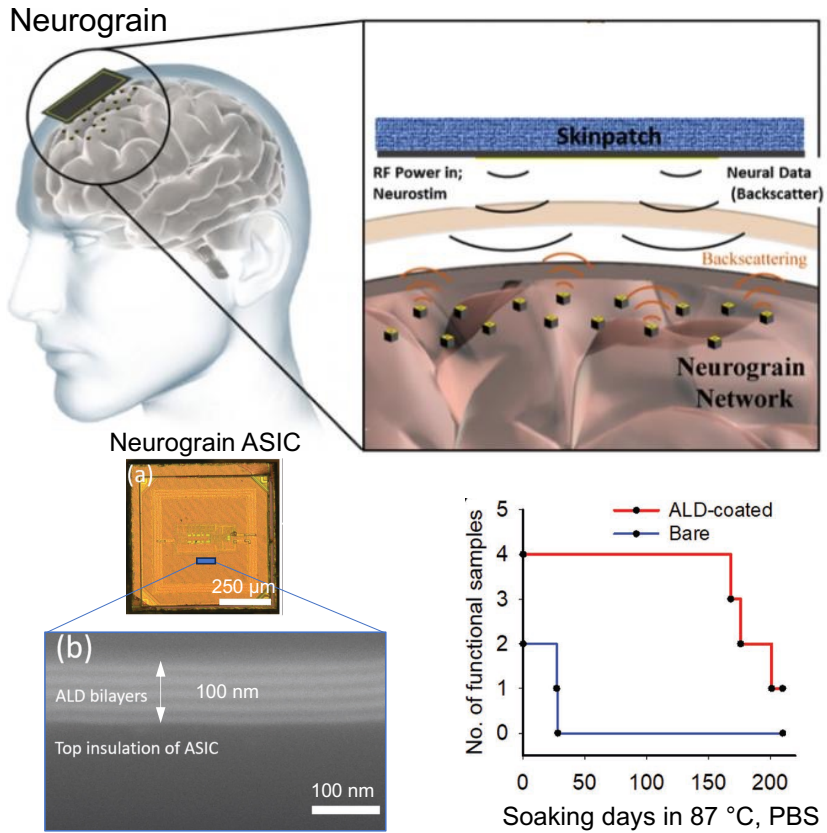 Neurograin
Skinpatch
RF Power in;
Neurostim
Neural Data
(Backscatter)
Backscattering
Neurograin
Network
Neurograin ASIC
(a)
250 µm
(b)
ALD bilayers
100 nm
Top insulation of ASIC
100 nm
ALD-coated
Bare
No. of functional samples
5
4
3
2
1
0
0
50
100
150
200
Soaking days in 87 °C, PBS